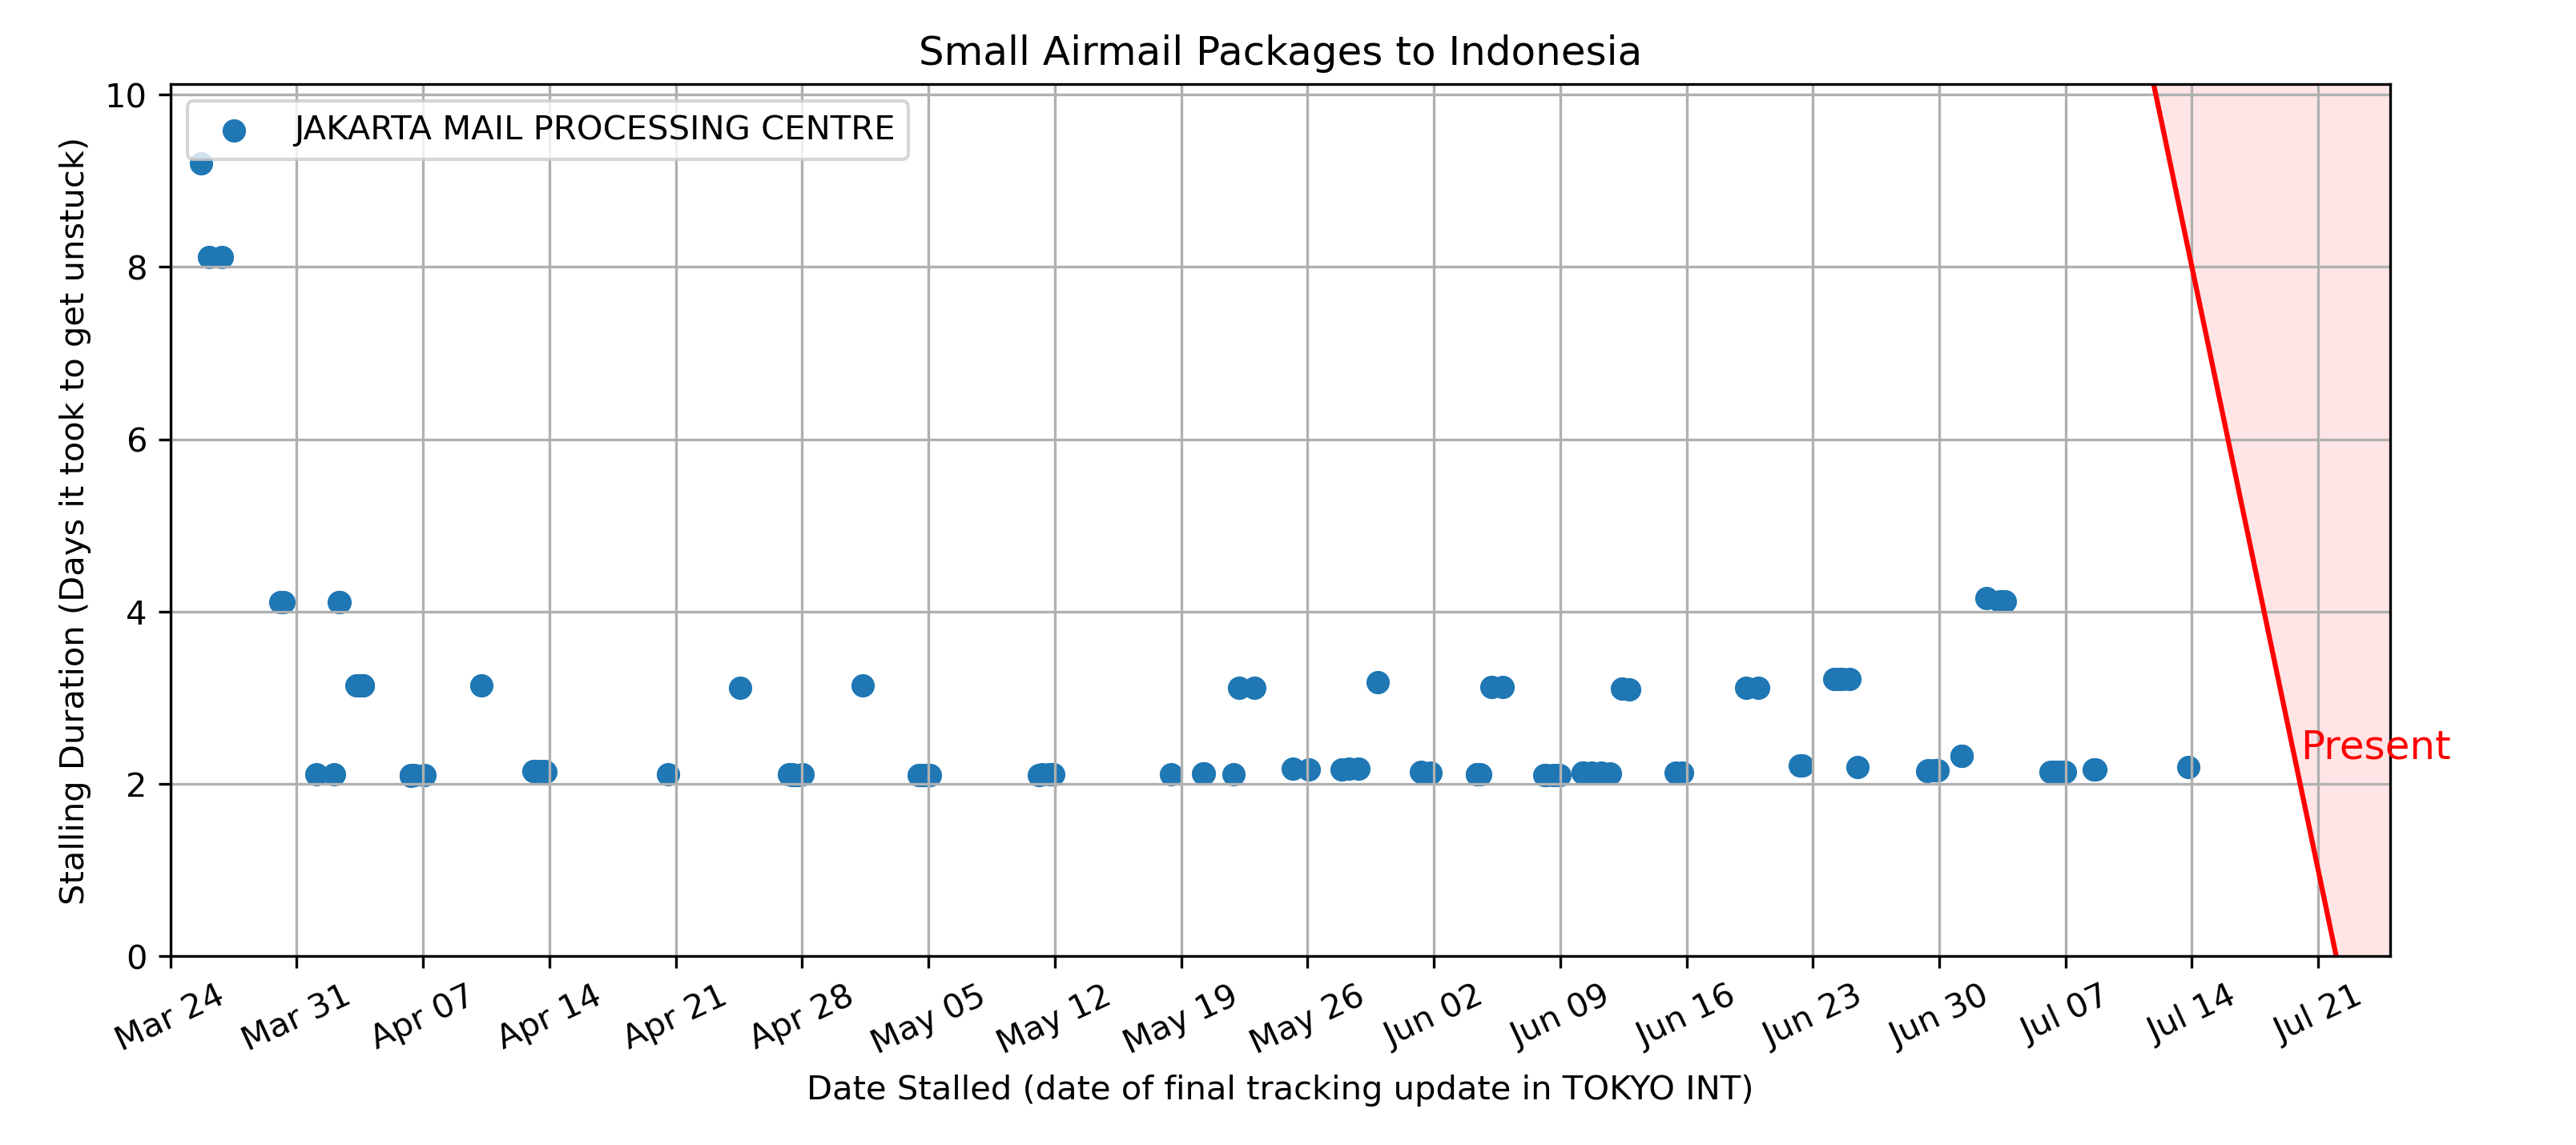 Small Airmail Packages to Indonesia
JAKARTA MAIL PROCESSING CENTRE
Stalling Duration (Days it took to get unstuck)
10
8
6
4
2
0
Present
Mar 24
Mar 31
Apr 07
Apr 14
Apr 21
Apr 28
May 05
May 12
May 19
May 26
Jun 02
Jun 09
Jun 16
Jun 23
Jun 30
Jul 07
Jul 14
Jul 21
Date Stalled (date of final tracking update in TOKYO INT)